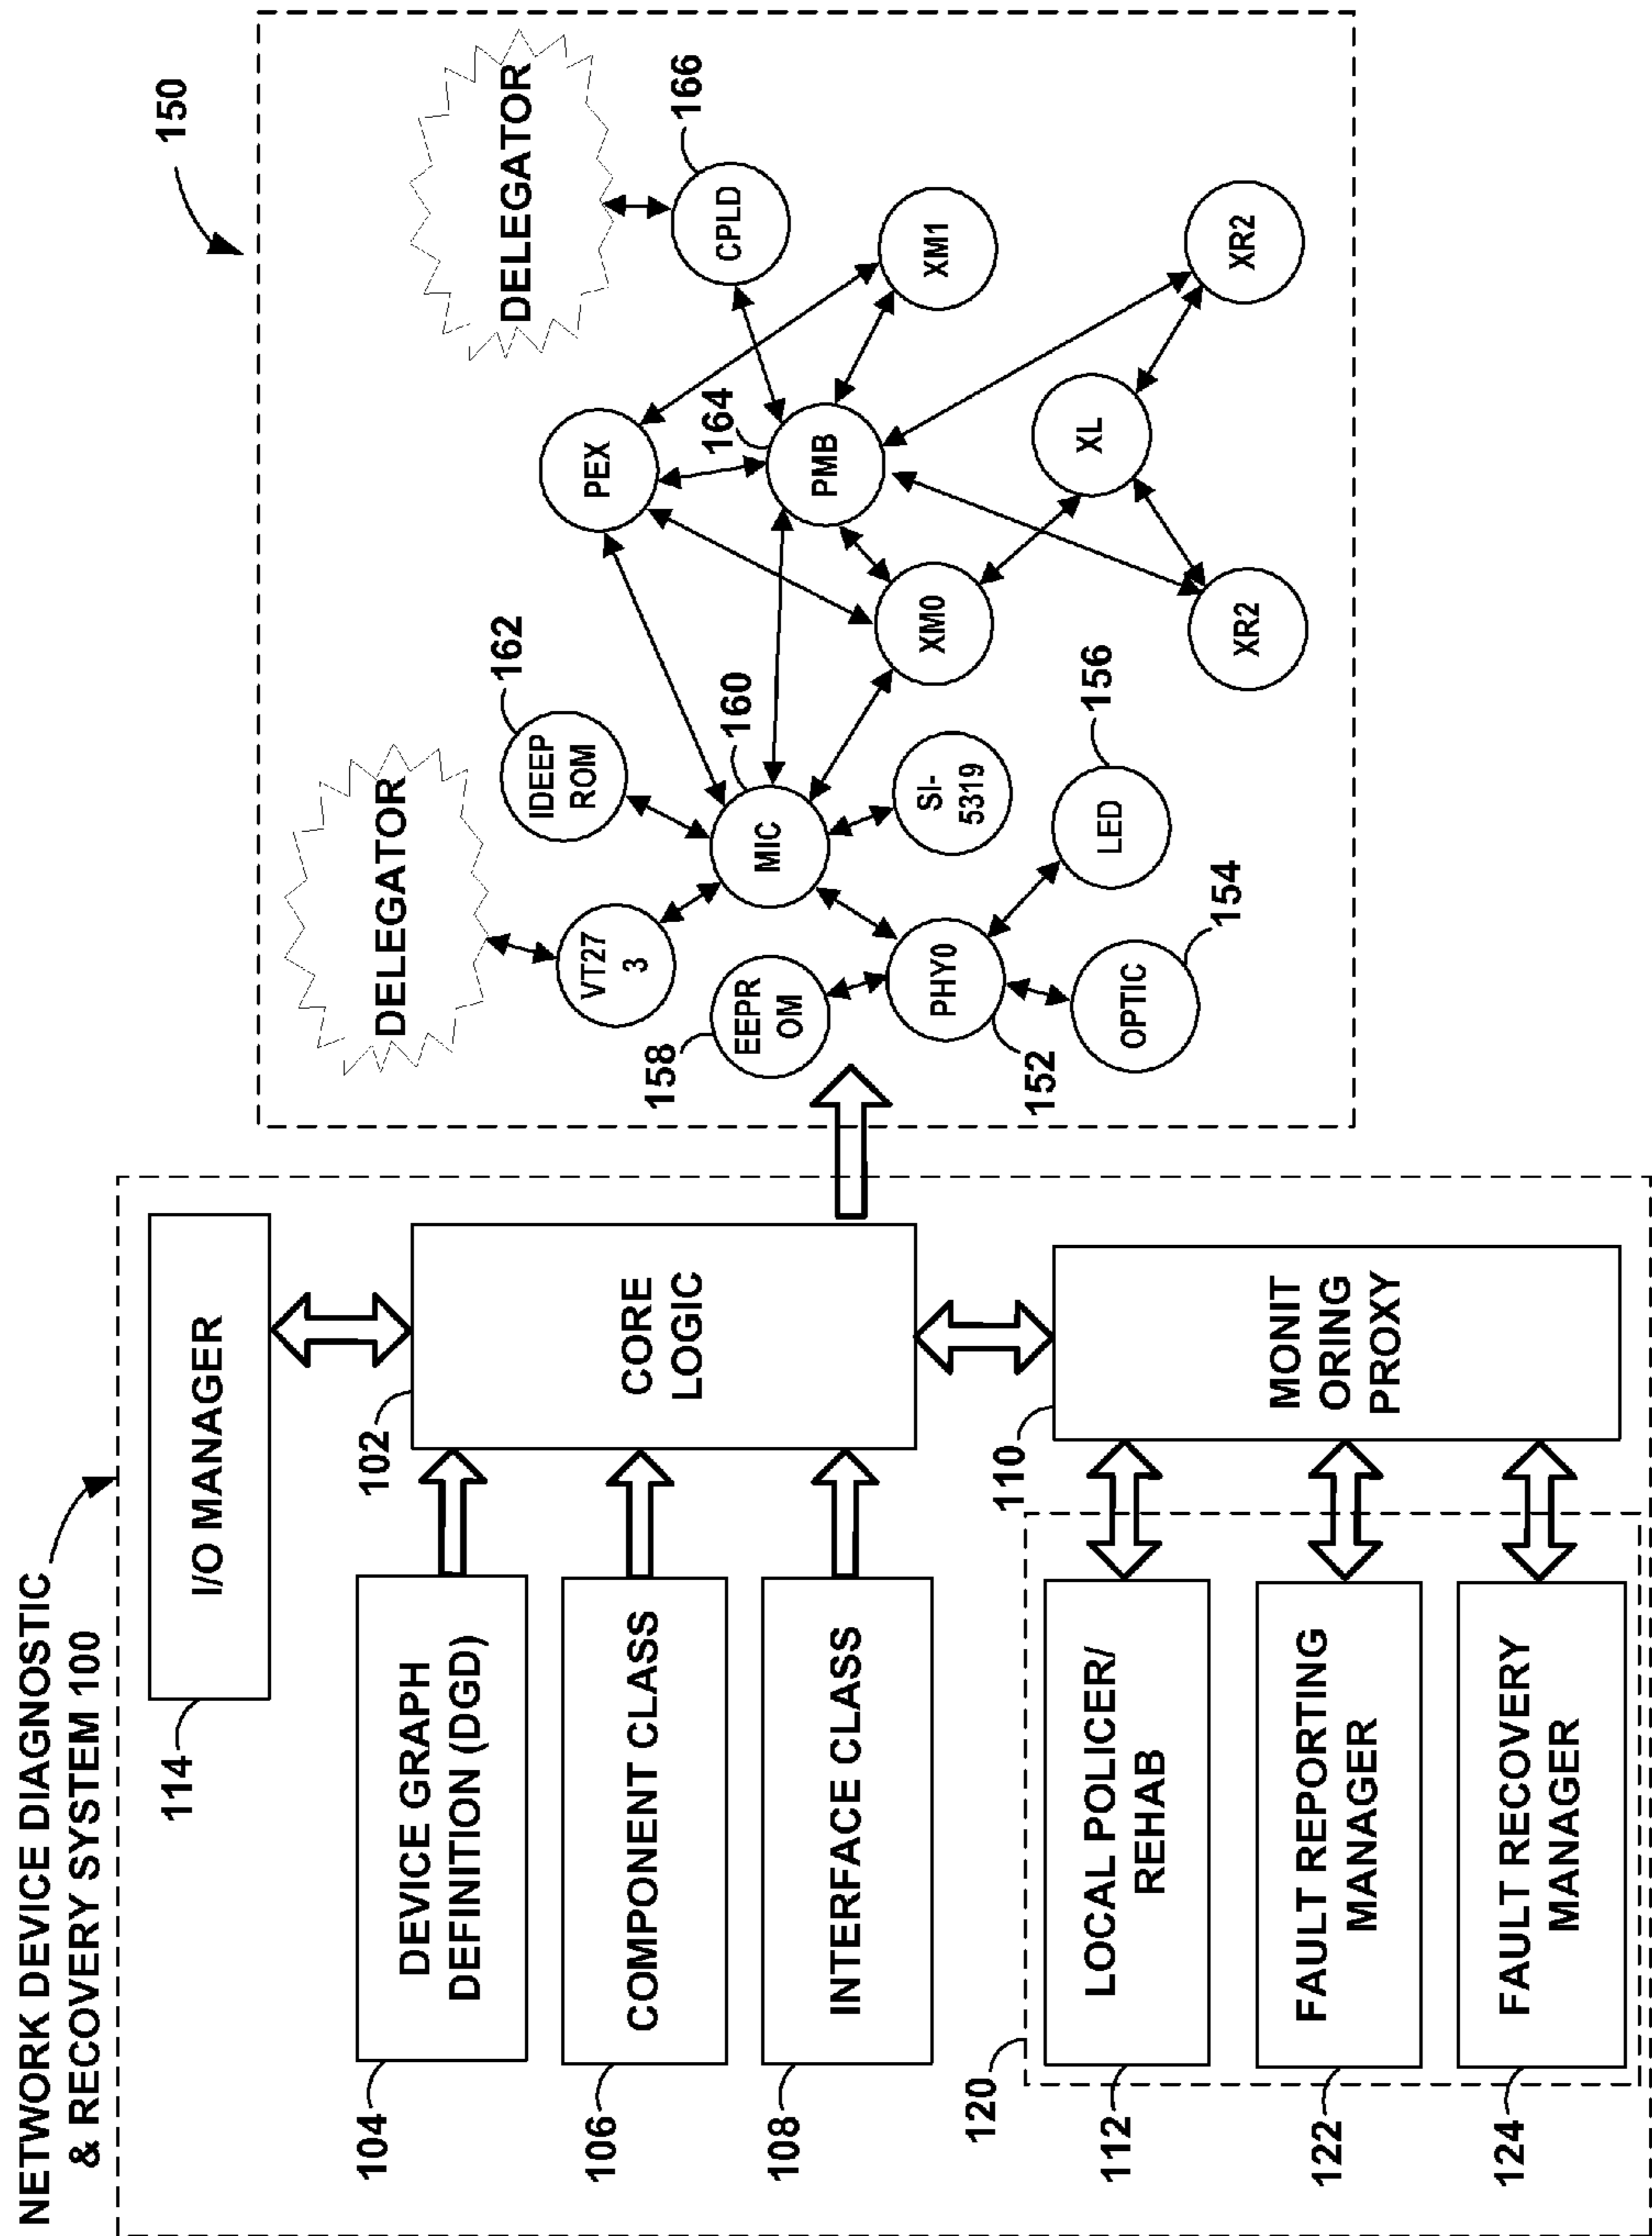 NETWORK DEVICE DIAGNOSTIC
& RECOVERY SYSTEM 100
114
I/O MANAGER
104
DEVICE GRAPH
DEFINITION (DGD)
106
COMPONENT CLASS
108
INTERFACE CLASS
102
CORE
LOGIC
110
MONIT
ORING
PROXY
120
112
LOCAL POLICER/
REHAB
122
FAULT REPORTING
MANAGER
124
FAULT RECOVERY
MANAGER
150
DELEGATOR
DELEGATOR
VT27
3
162
IDEEP
ROM
PEX
166
CPLD
158
EEPR
OM
160
MIC
164
PMB
152
PHY0
SI-
5319
XM0
XM1
154
OPTIC
156
LED
XL
XR2
XR2